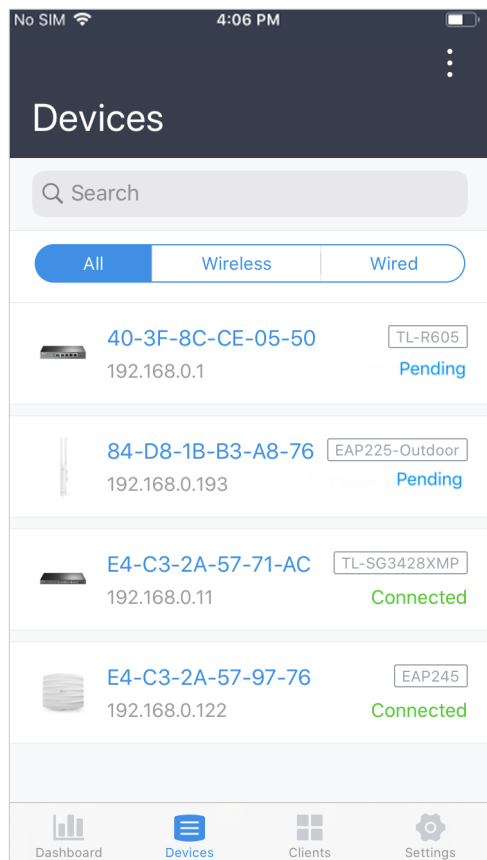 No SIM 4:06 PM
Devices
Search
All Wireless Wired
40-3F-8C-CE-05-50 TL-R605
192.168.0.1 Pending
84-D8-1B-B3-A8-76 EAP225-Outdoor
192.168.0.193 Pending
E4-C3-2A-57-71-AC TL-SG3428XMP
192.168.0.11 Connected
E4-C3-2A-57-97-76 EAP245
192.168.0.122 Connected
Dashboard Devices Clients Settings